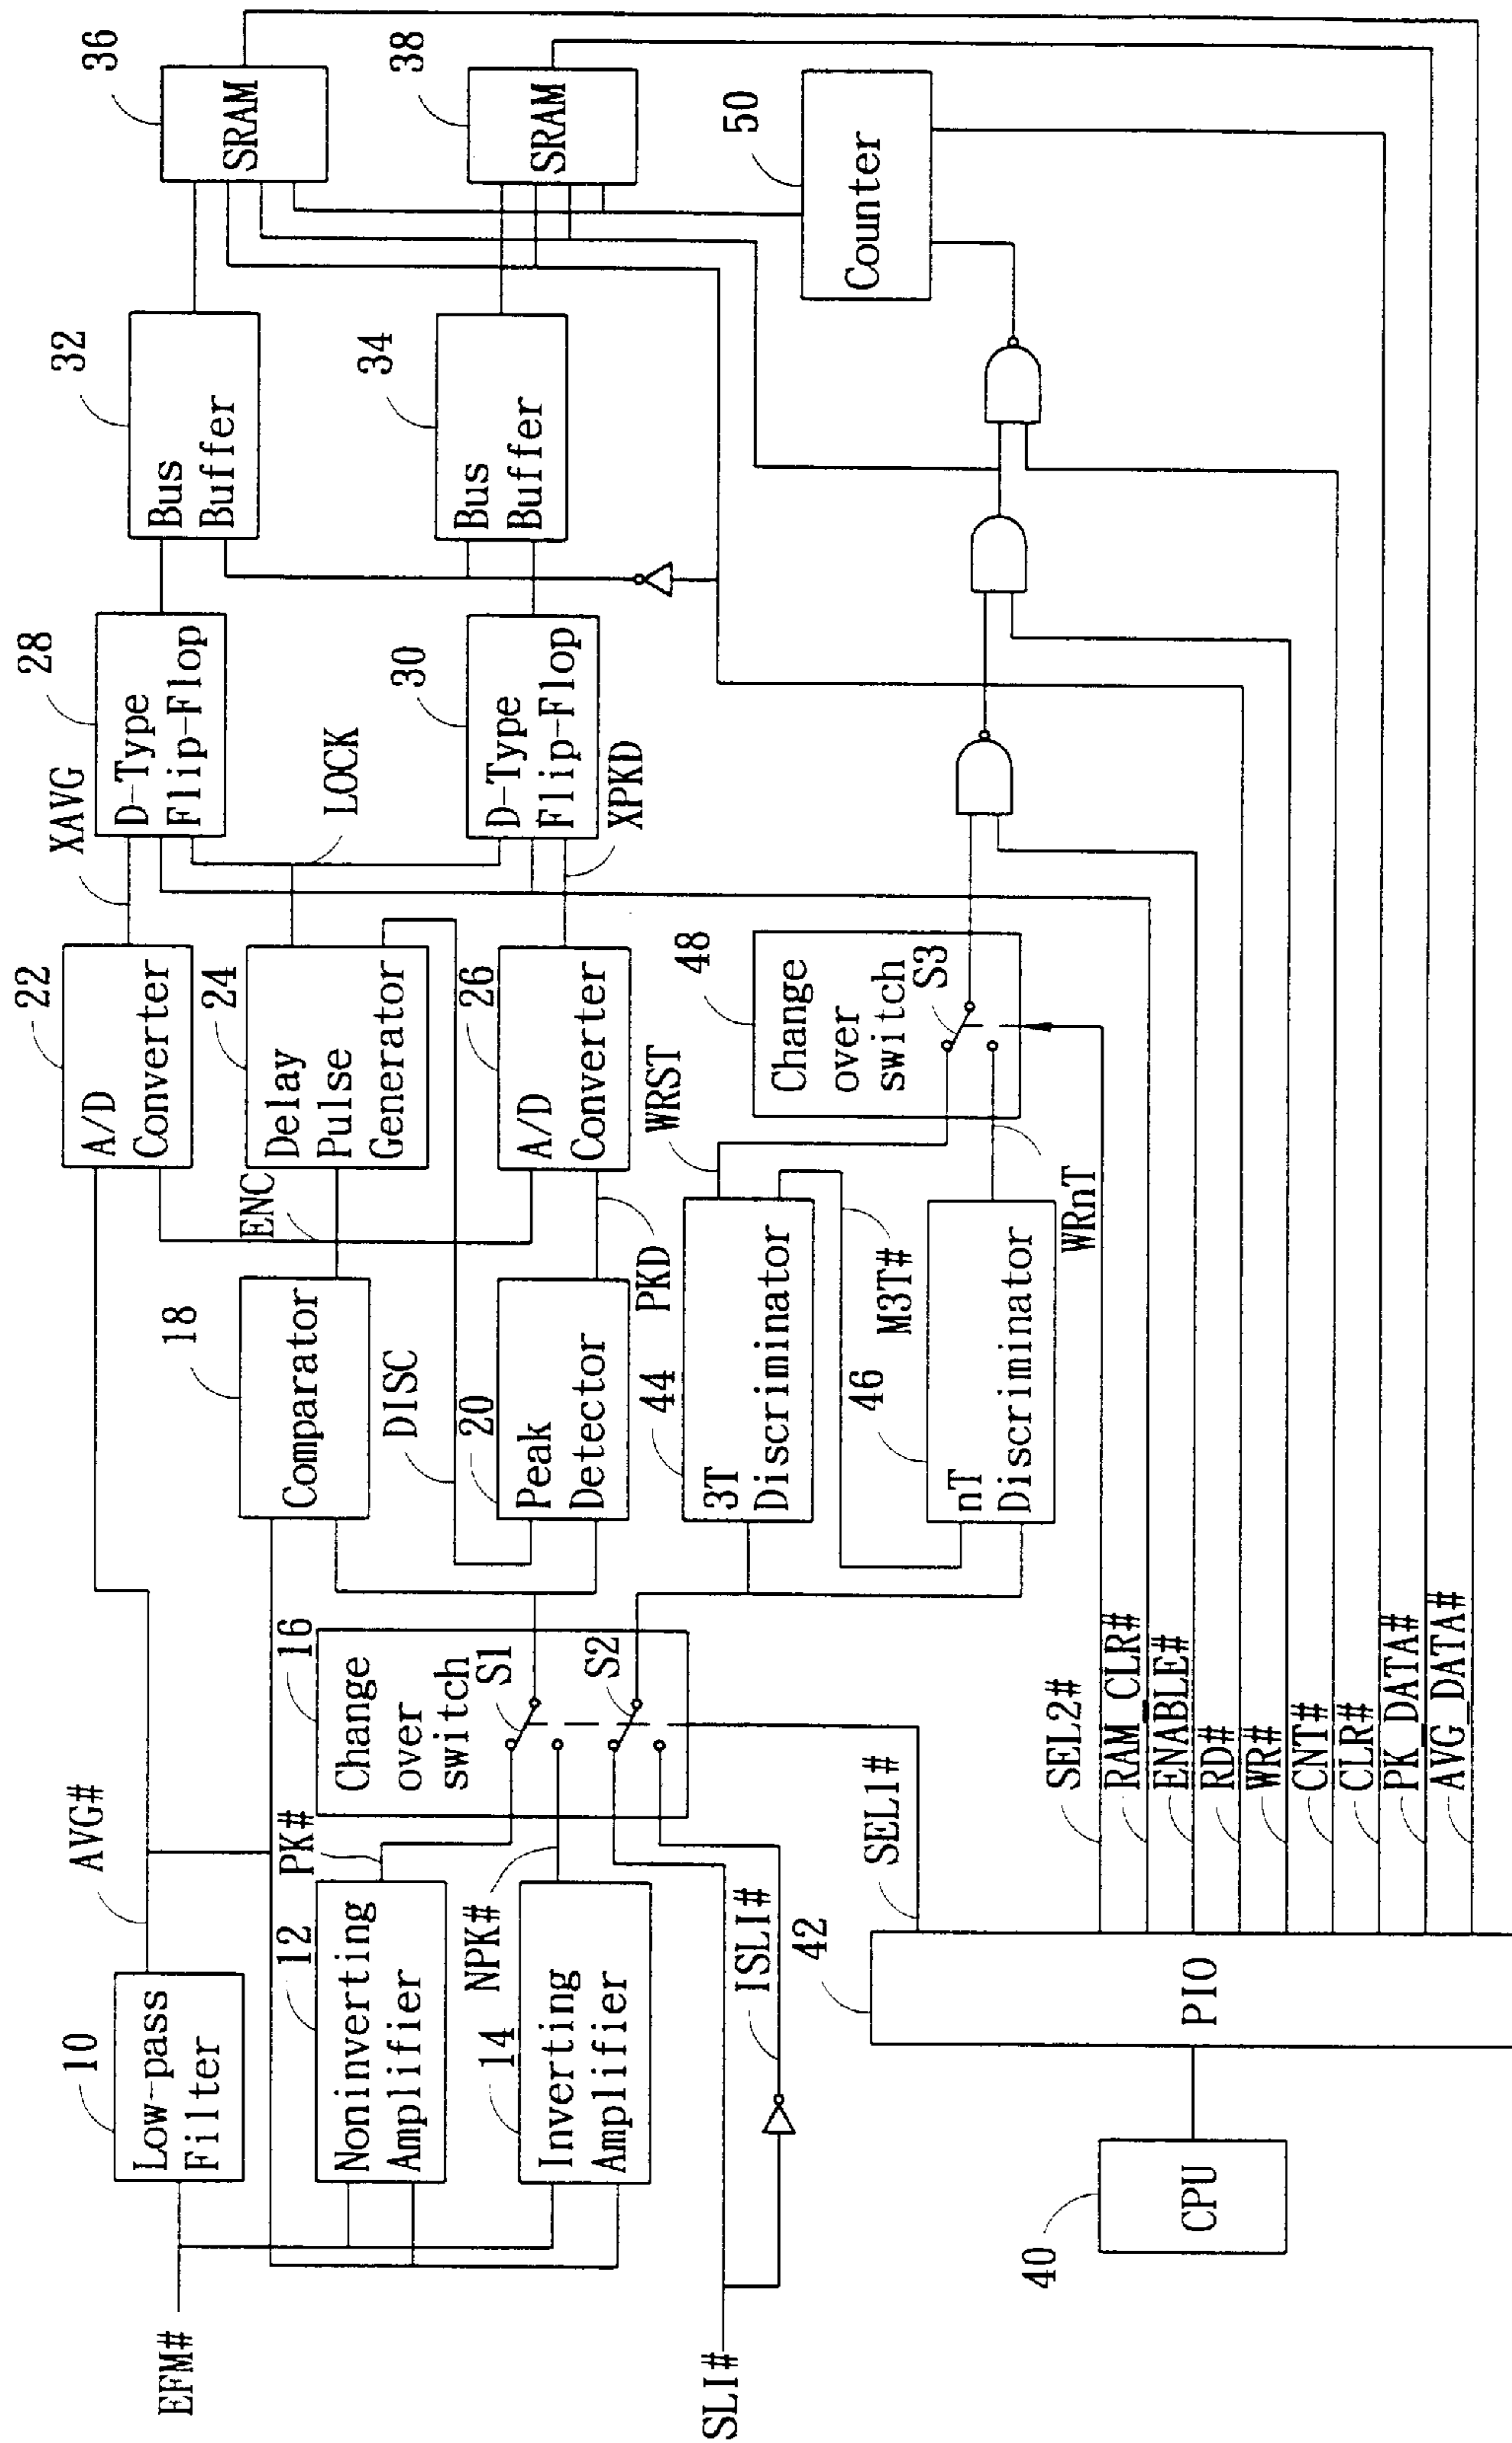 EFM#
10
Low-pass
Filter
AVG#
12
Noninverting
Amplifier
PK#
14
Inverting
Amplifier
NPK#
SLI#
ISLI#
16
Change
over
switch
S1
S2
SEL1#
18
Comparator
DISC
20
Peak
Detector
PKD
ENC
22
A/D
Converter
24
Delay
Pulse
Generator
26
A/D
Converter
XAVG
LOCK
XPKD
28
D-Type
Flip-Flop
30
D-Type
Flip-Flop
32
Bus
Buffer
34
Bus
Buffer
36
SRAM
38
SRAM
44
3T
Discriminator
WRST
M3T#
46
nT
Discriminator
WRnT
48
Change
over
switch
S3
50
Counter
40
CPU
42
PIO
SEL2#
RAM_CLR#
ENABLE#
RD#
WR#
CNT#
CLR#
PK_DATA#
AVG_DATA#